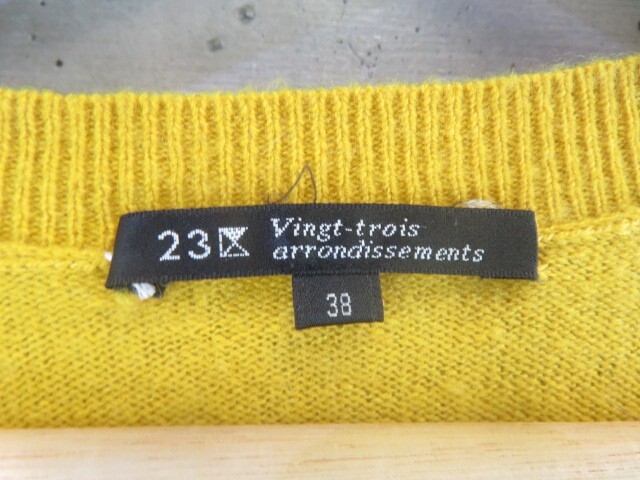 23区 Vingt-trois
arrondissements
38